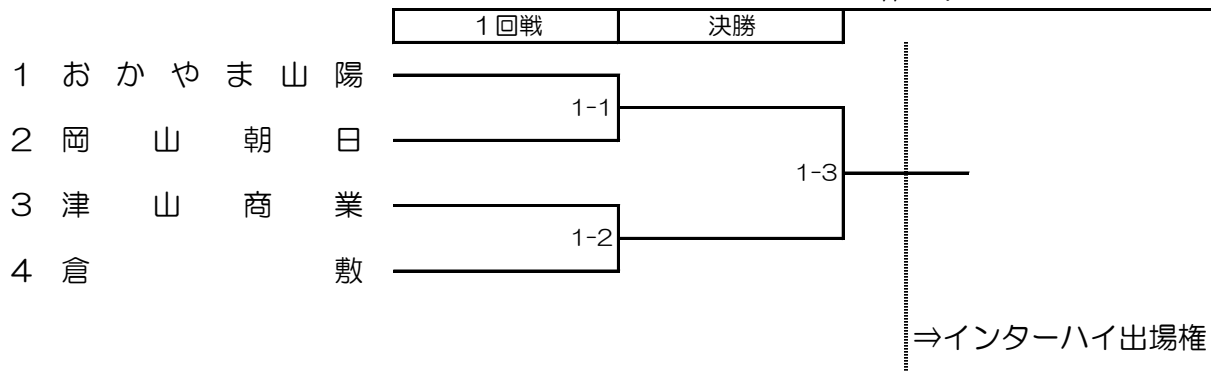 1回戦 決勝
1 おかやま山陽
1-1
2 岡山朝日
1-3
3 津山商業
1-2
4 倉敷
⇒インターハイ出場権